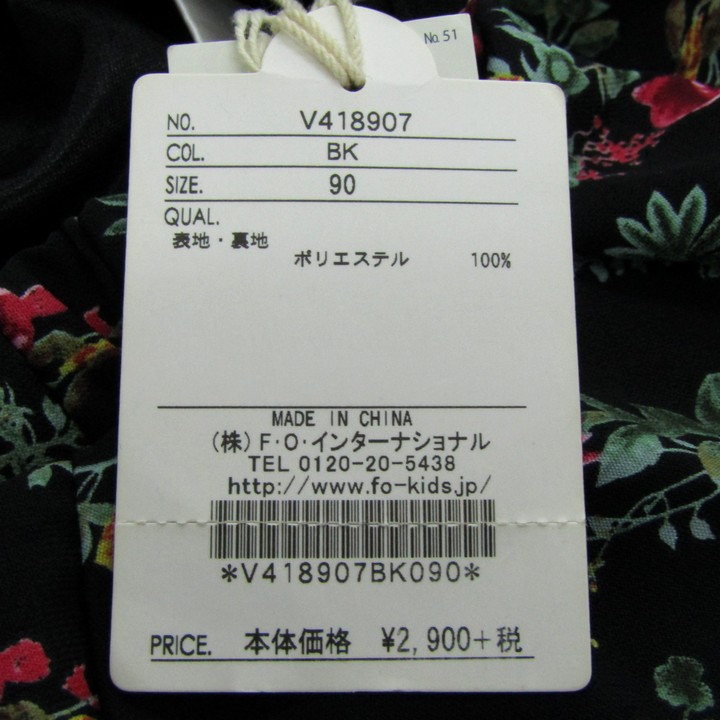 No. 51
NO. V418907
COL. BK
SIZE. 90
QUAL.
表地・裏地
ポリエステル 100%
MADE IN CHINA
(株)F・O・インターナショナル
TEL 0120-20-5438
http://www.fo-kids.jp/
*V418907BK090*
PRICE. 本体価格 ¥2,900+税